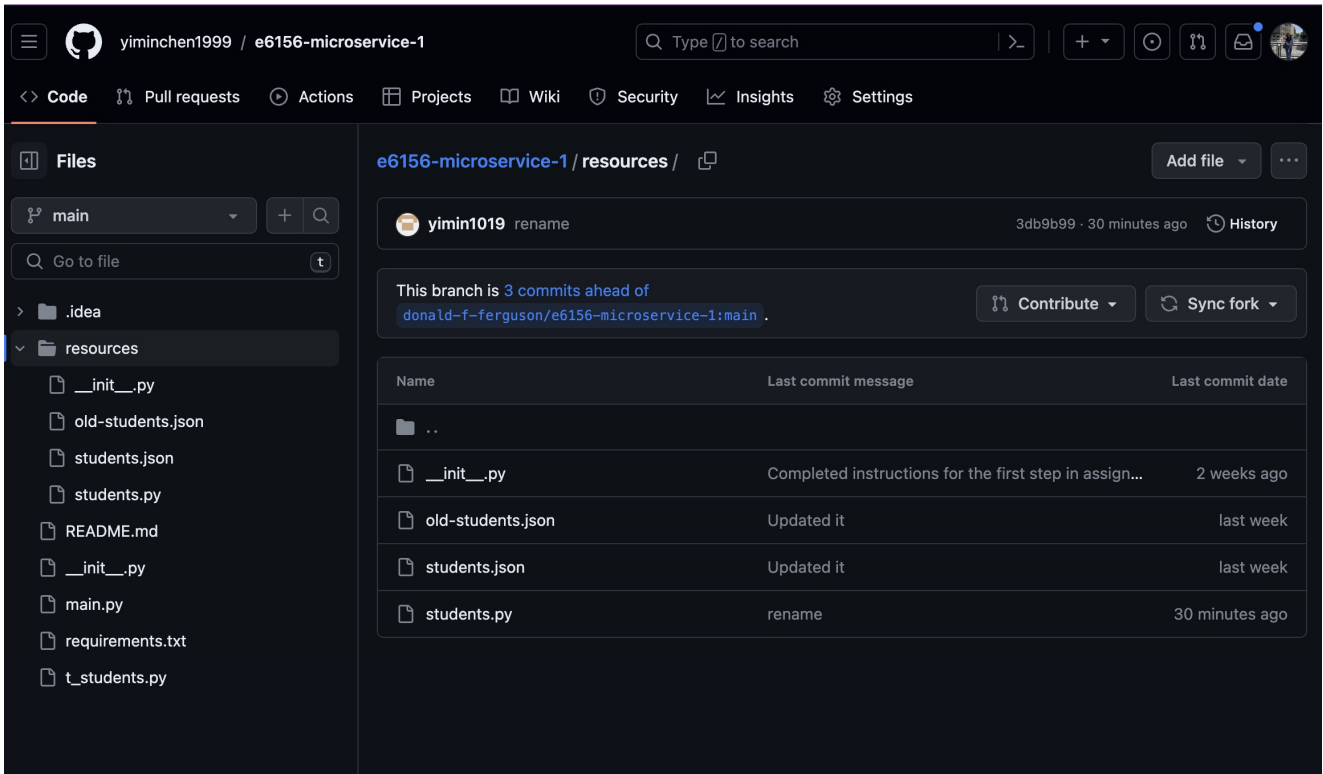 yiminchen1999 / e6156-microservice-1
Type / to search
Code Pull requests Actions Projects Wiki Security Insights Settings
Files
main
Go to file t
.idea
resources
__init__.py
old-students.json
students.json
students.py
README.md
__init__.py
main.py
requirements.txt
t_students.py
e6156-microservice-1 / resources /
Add file
yimin1019 rename 3db9b99 · 30 minutes ago History
This branch is 3 commits ahead of
donald-f-ferguson/e6156-microservice-1:main .
Contribute Sync fork
Name Last commit message Last commit date
..
__init__.py Completed instructions for the first step in assign... 2 weeks ago
old-students.json Updated it last week
students.json Updated it last week
students.py rename 30 minutes ago